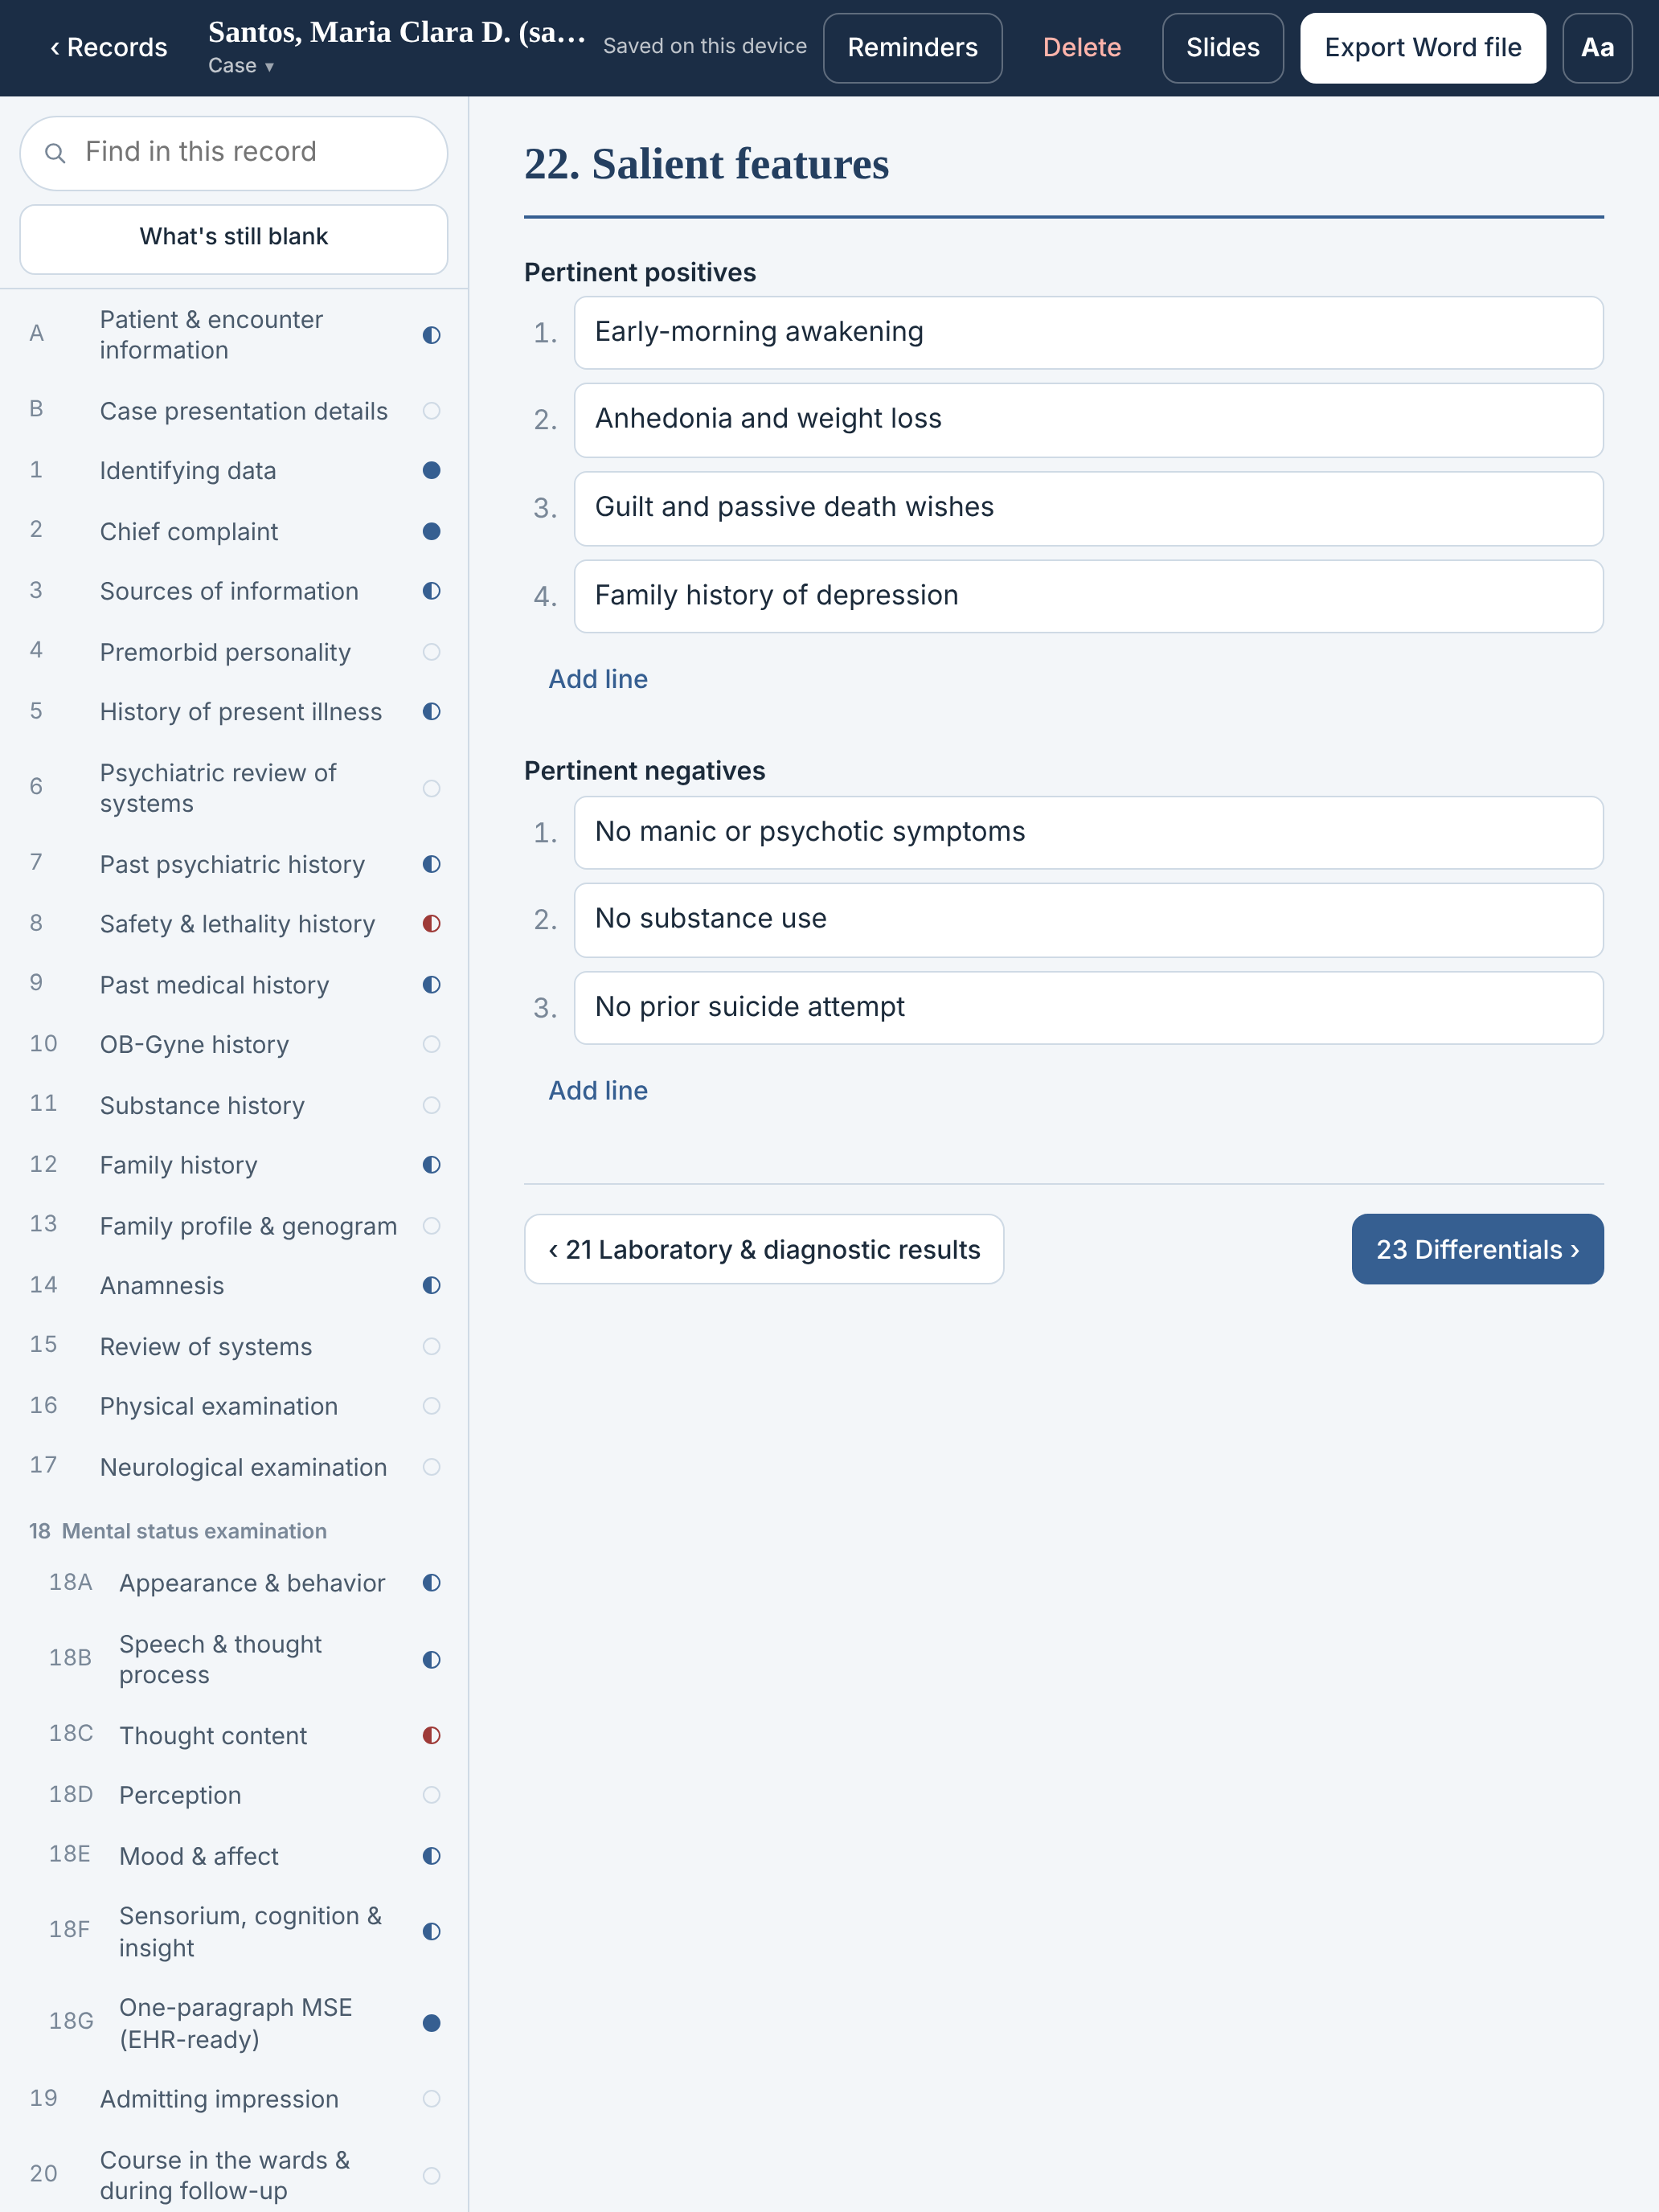 ‹ Records
Santos, Maria Clara D. (sa…
Case ▾
Saved on this device
Reminders
Delete
Slides
Export Word file
Aa
Find in this record
What's still blank
A Patient & encounter
information
B Case presentation details
1 Identifying data
2 Chief complaint
3 Sources of information
4 Premorbid personality
5 History of present illness
6 Psychiatric review of
systems
7 Past psychiatric history
8 Safety & lethality history
9 Past medical history
10 OB-Gyne history
11 Substance history
12 Family history
13 Family profile & genogram
14 Anamnesis
15 Review of systems
16 Physical examination
17 Neurological examination
18 Mental status examination
18A Appearance & behavior
18B Speech & thought
process
18C Thought content
18D Perception
18E Mood & affect
18F Sensorium, cognition &
insight
18G One-paragraph MSE
(EHR-ready)
19 Admitting impression
20 Course in the wards &
during follow-up
22. Salient features
Pertinent positives
1. Early-morning awakening
2. Anhedonia and weight loss
3. Guilt and passive death wishes
4. Family history of depression
Add line
Pertinent negatives
1. No manic or psychotic symptoms
2. No substance use
3. No prior suicide attempt
Add line
‹ 21 Laboratory & diagnostic results
23 Differentials ›